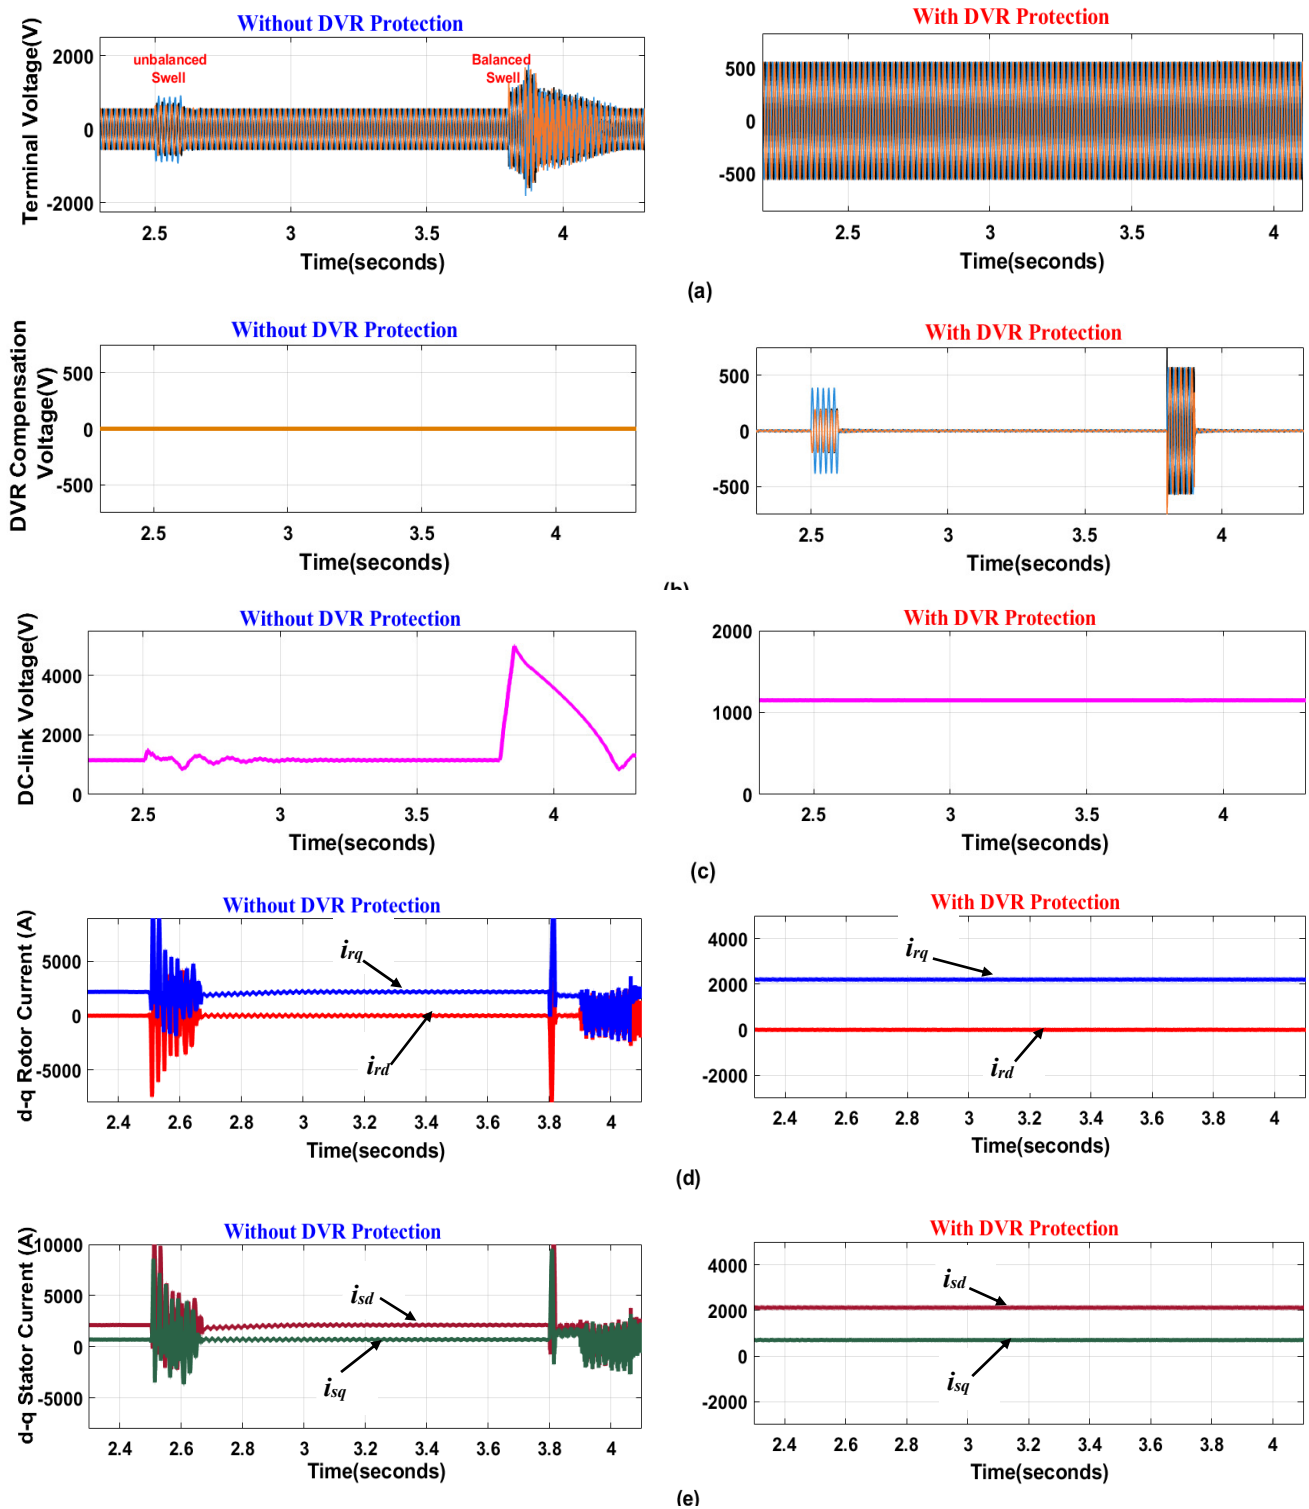 Without DVR Protection
Terminal Voltage(V)
2000
0
-2000
unbalanced
Swell
Balanced
Swell
2.5 3 3.5 4
Time(seconds)
With DVR Protection
500
0
-500
2.5 3 3.5 4
Time(seconds)
(a)
Without DVR Protection
DVR Compensation
Voltage(V)
500
0
-500
2.5 3 3.5 4
Time(seconds)
With DVR Protection
500
0
-500
2.5 3 3.5 4
Time(seconds)
(b)
Without DVR Protection
DC-link Voltage(V)
4000
2000
0
2.5 3 3.5 4
Time(seconds)
With DVR Protection
2000
1000
0
2.5 3 3.5 4
Time(seconds)
(c)
Without DVR Protection
d-q Rotor Current (A)
5000
0
-5000
irq
ird
2.4 2.6 2.8 3 3.2 3.4 3.6 3.8 4
Time(seconds)
With DVR Protection
4000
2000
0
-2000
irq
ird
2.4 2.6 2.8 3 3.2 3.4 3.6 3.8 4
Time(seconds)
(d)
Without DVR Protection
d-q Stator Current (A)
10000
5000
0
-5000
isd
isq
2.4 2.6 2.8 3 3.2 3.4 3.6 3.8 4
Time(seconds)
With DVR Protection
4000
2000
0
-2000
isd
isq
2.4 2.6 2.8 3 3.2 3.4 3.6 3.8 4
Time(seconds)
(e)